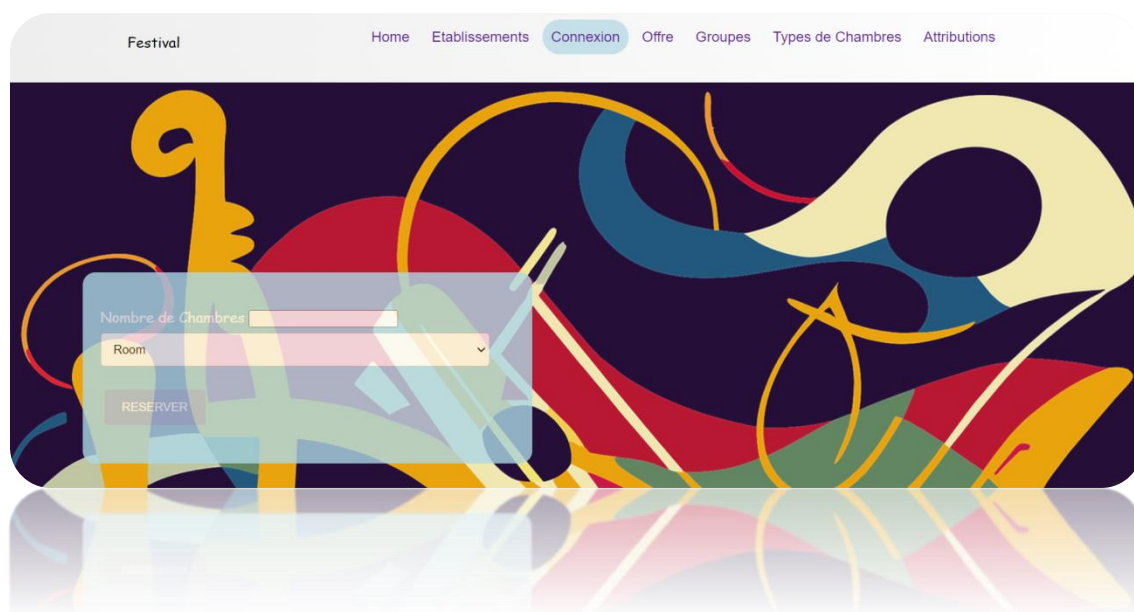 Festival
Home Etablissements Connexion Offre Groupes Types de Chambres Attributions
Nombre de Chambres
Room
RESERVER